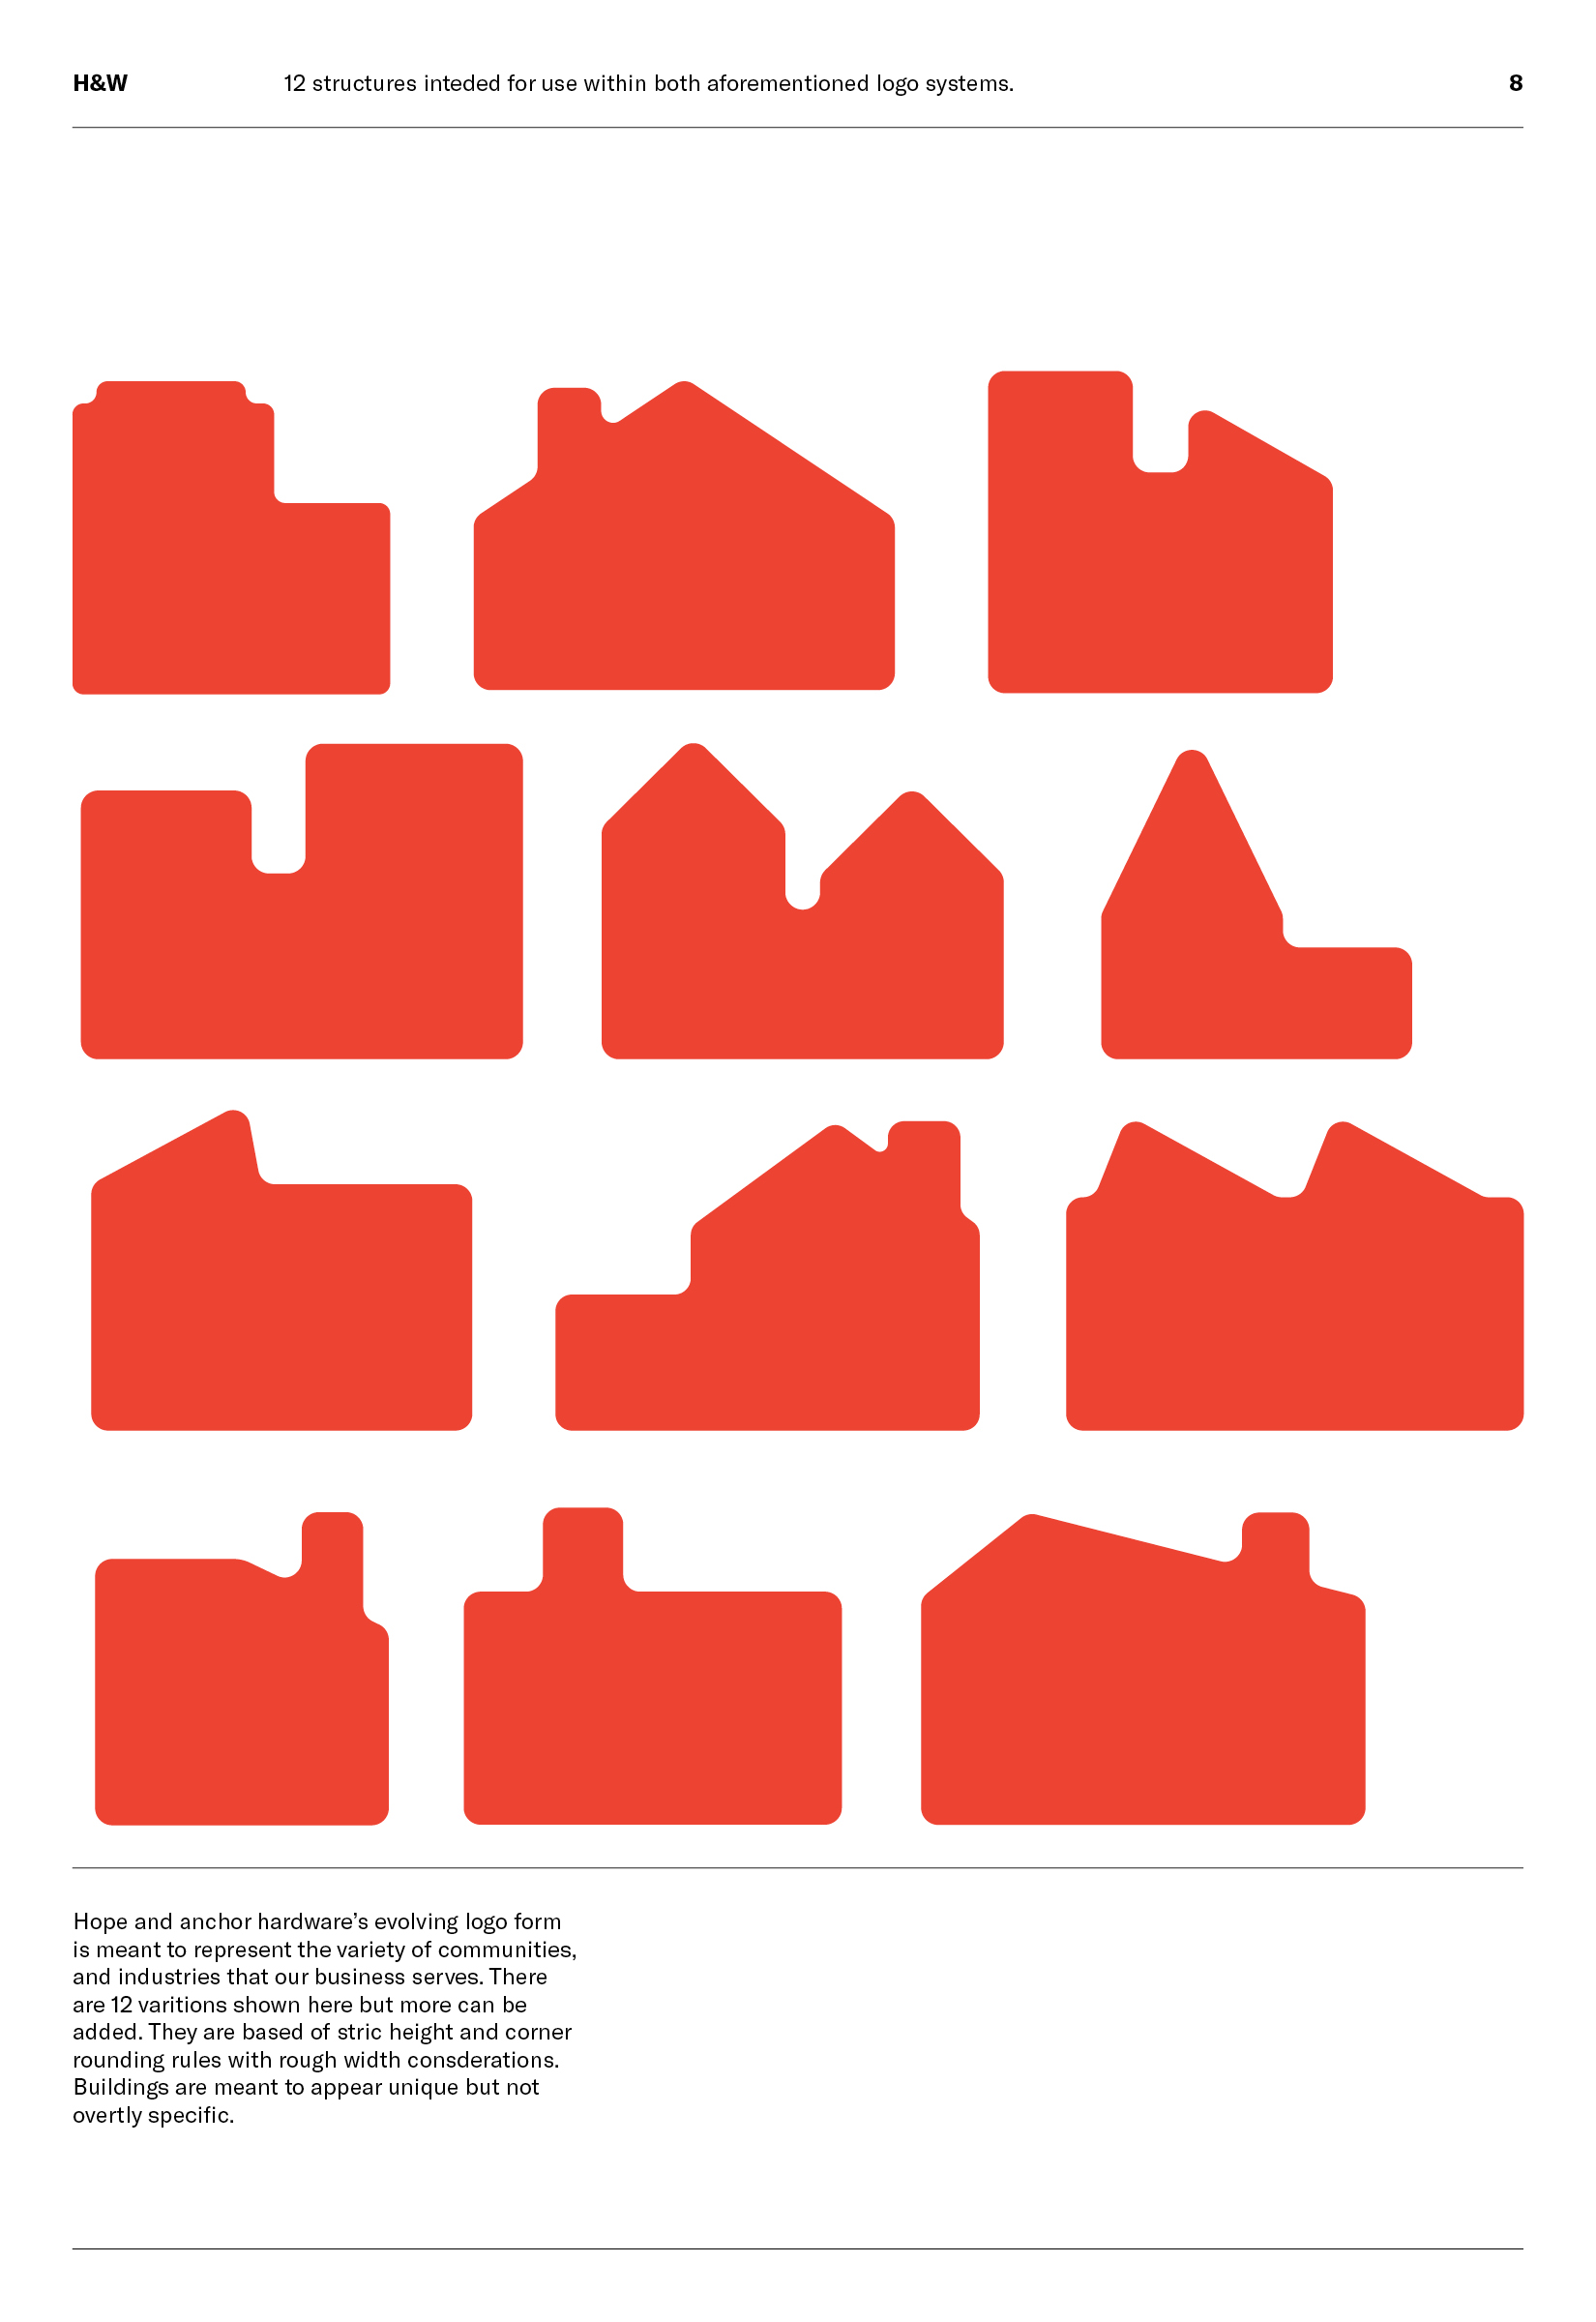 H&W
12 structures inteded for use within both aforementioned logo systems.
8
Hope and anchor hardware’s evolving logo form
is meant to represent the variety of communities,
and industries that our business serves. There
are 12 varitions shown here but more can be
added. They are based of stric height and corner
rounding rules with rough width consderations.
Buildings are meant to appear unique but not
overtly specific.